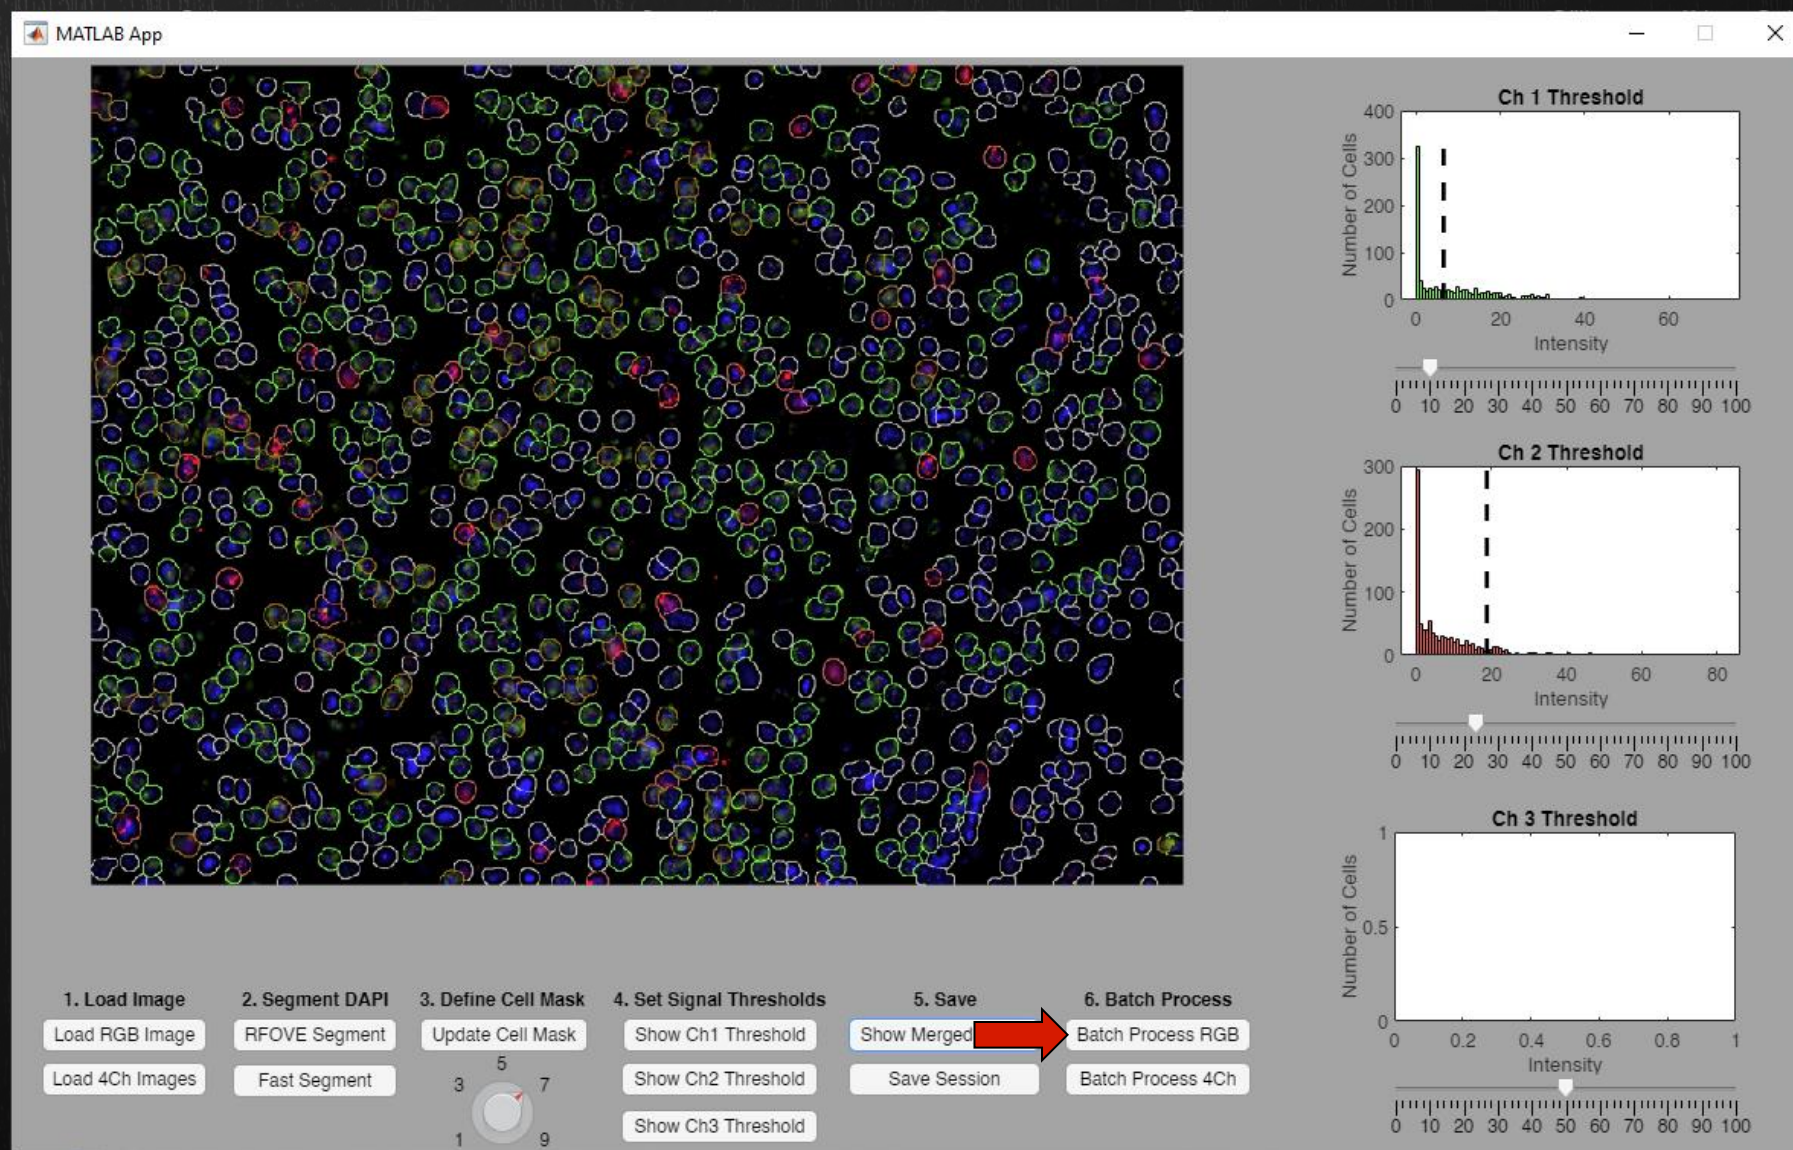 MATLAB App
Ch 1 Threshold
400
300
200
100
0
Number of Cells
0 20 40 60
Intensity
0 10 20 30 40 50 60 70 80 90 100
Ch 2 Threshold
300
200
100
0
Number of Cells
0 20 40 60 80
Intensity
0 10 20 30 40 50 60 70 80 90 100
Ch 3 Threshold
1
0.5
0
Number of Cells
0 0.2 0.4 0.6 0.8 1
Intensity
0 10 20 30 40 50 60 70 80 90 100
1. Load Image
Load RGB Image
Load 4Ch Images
2. Segment DAPI
RFOVE Segment
Fast Segment
3. Define Cell Mask
Update Cell Mask
5
3 7
1 9
4. Set Signal Thresholds
Show Ch1 Threshold
Show Ch2 Threshold
Show Ch3 Threshold
5. Save
Show Merged
Save Session
6. Batch Process
Batch Process RGB
Batch Process 4Ch